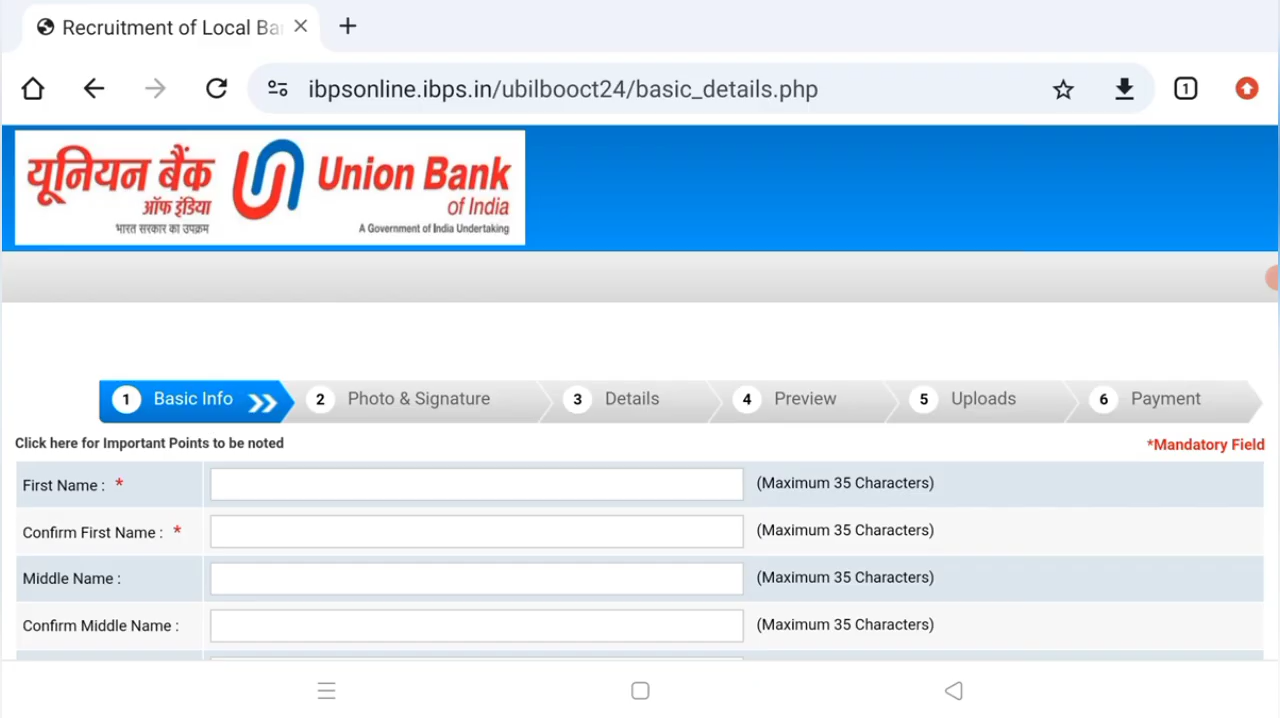 Recruitment of Local Ba
ibpsonline.ibps.in/ubilbooct24/basic_details.php
1
यूनियन बैंक
ऑफ इंडिया
भारत सरकार का उपक्रम
Union Bank
of India
A Government of India Undertaking
1 Basic Info
2 Photo & Signature
3 Details
4 Preview
5 Uploads
6 Payment
Click here for Important Points to be noted
*Mandatory Field
First Name : *
(Maximum 35 Characters)
Confirm First Name : *
(Maximum 35 Characters)
Middle Name :
(Maximum 35 Characters)
Confirm Middle Name :
(Maximum 35 Characters)